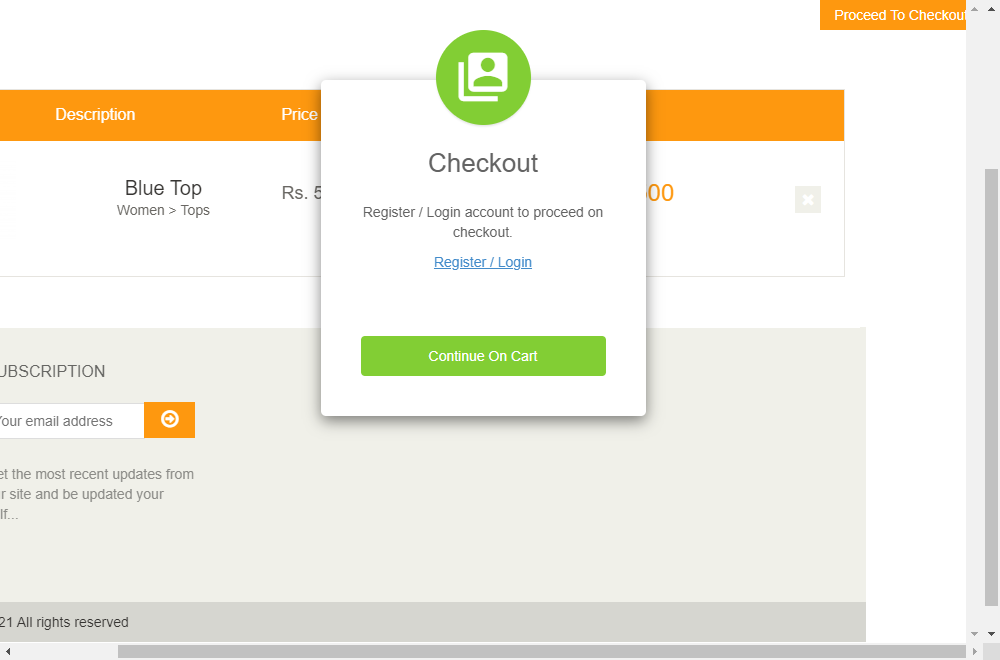 Proceed To Checkout
Description
Price
Checkout
Blue Top
Women > Tops
Rs. 5
00
Register / Login account to proceed on
checkout.
Register / Login
Continue On Cart
UBSCRIPTION
Your email address
et the most recent updates from
r site and be updated your
lf...
21 All rights reserved